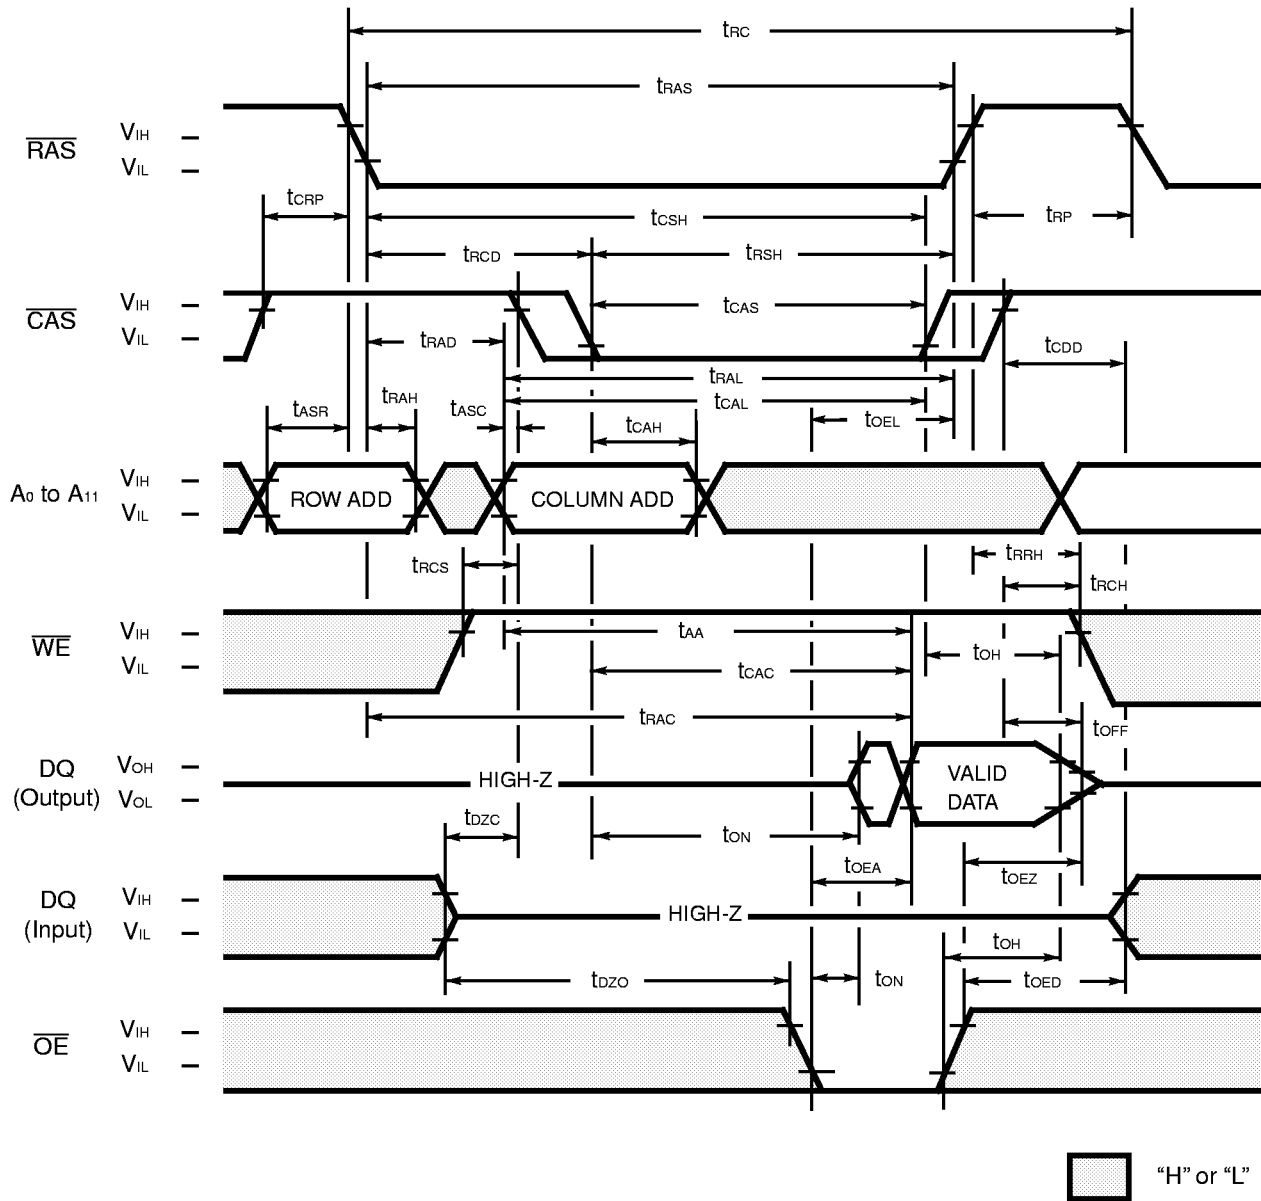 tRC
tRAS
RAS
VIH
VIL
tCRP
tCSH
tRP
tRCD
tRSH
CAS
VIH
VIL
tCAS
tRAD
tCDD
tRAL
tASR
tRAH
tASC
tCAL
tCAH
tOEL
A0 to A11
VIH
VIL
ROW ADD
COLUMN ADD
tRCS
tRRH
tRCH
WE
VIH
VIL
tAA
tOH
tCAC
tRAC
tOFF
DQ
(Output)
VOH
VOL
HIGH-Z
VALID
DATA
tDZC
tON
tOEA
tOEZ
DQ
(Input)
VIH
VIL
HIGH-Z
tOH
tDZO
tON
tOED
OE
VIH
VIL
“H” or “L”